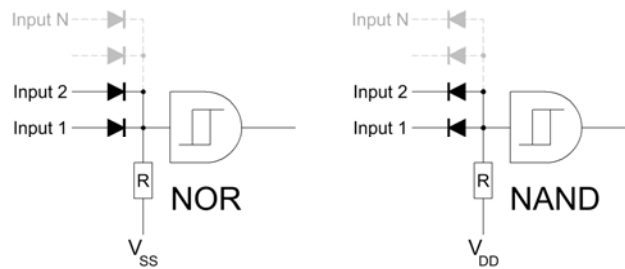 Input N
Input 2
Input 1
R
NOR
VSS
Input N
Input 2
Input 1
R
NAND
VDD